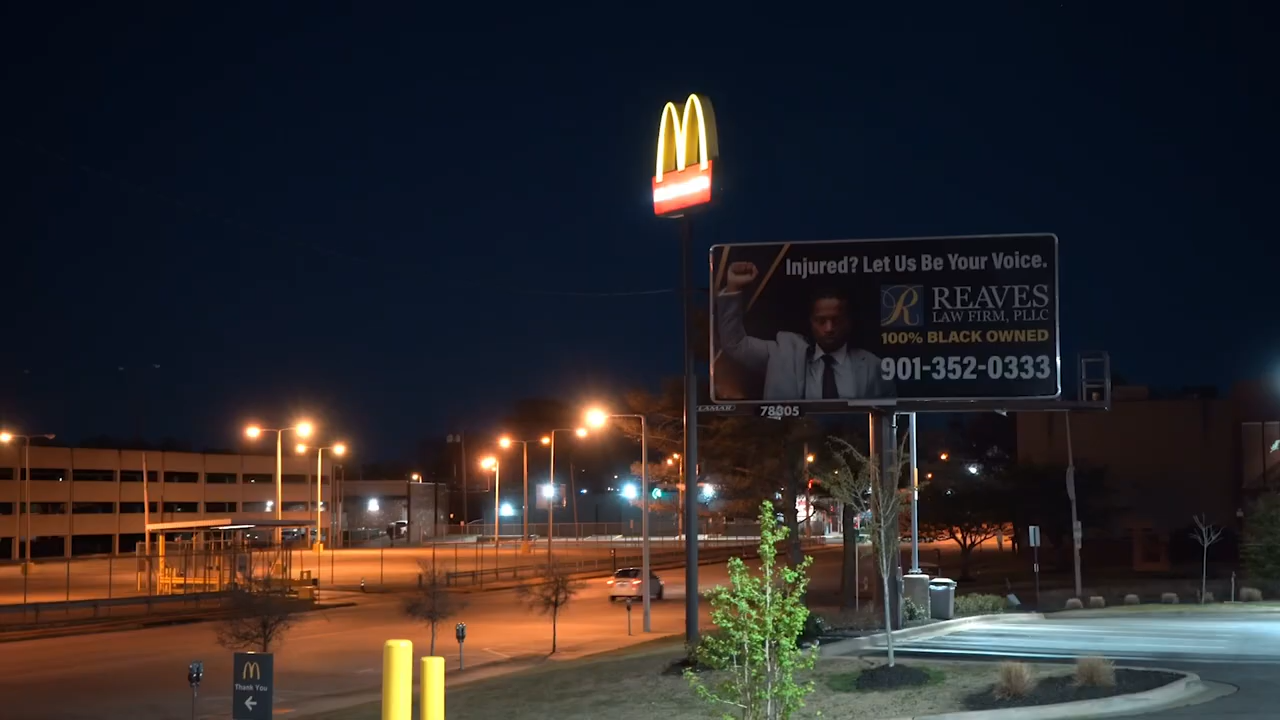 Injured? Let Us Be Your Voice.
R
REAVES
LAW FIRM, PLLC
100% BLACK OWNED
901-352-0333
LAMAR
78305
M
Thank You